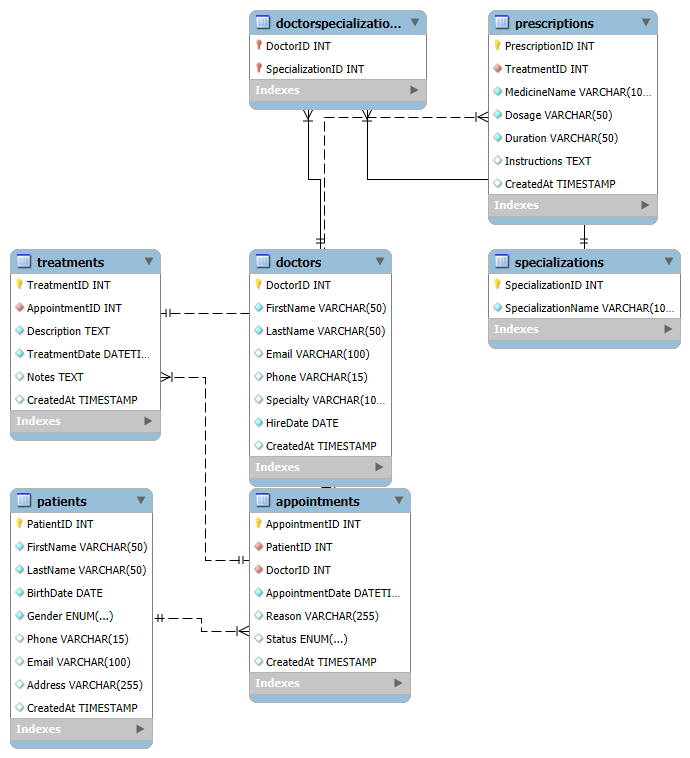 doctorspecializatio...
DoctorID INT
SpecializationID INT
Indexes
prescriptions
PrescriptionID INT
TreatmentID INT
MedicineName VARCHAR(10...
Dosage VARCHAR(50)
Duration VARCHAR(50)
Instructions TEXT
CreatedAt TIMESTAMP
Indexes
treatments
TreatmentID INT
AppointmentID INT
Description TEXT
TreatmentDate DATETI...
Notes TEXT
CreatedAt TIMESTAMP
Indexes
doctors
DoctorID INT
FirstName VARCHAR(50)
LastName VARCHAR(50)
Email VARCHAR(100)
Phone VARCHAR(15)
Specialty VARCHAR(10...
HireDate DATE
CreatedAt TIMESTAMP
Indexes
specializations
SpecializationID INT
SpecializationName VARCHAR(10...
Indexes
patients
PatientID INT
FirstName VARCHAR(50)
LastName VARCHAR(50)
BirthDate DATE
Gender ENUM(...)
Phone VARCHAR(15)
Email VARCHAR(100)
Address VARCHAR(255)
CreatedAt TIMESTAMP
Indexes
appointments
AppointmentID INT
PatientID INT
DoctorID INT
AppointmentDate DATETI...
Reason VARCHAR(255)
Status ENUM(...)
CreatedAt TIMESTAMP
Indexes